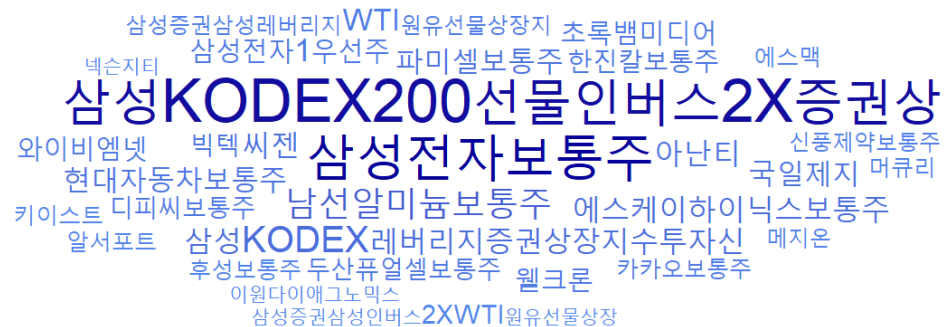 삼성증권삼성레버리지WTI원유선물상장지 초록뱀미디어
넥슨지티 삼성전자1우선주 파미셀보통주 한진칼보통주 에스맥
삼성KODEX200선물인버스2X증권상
와이비엠넷 빅텍 씨젠 삼성전자보통주 아난티 신풍제약보통주
현대자동차보통주 국일제지 머큐리
키이스트 디피씨보통주 남선알미늄보통주 에스케이하이닉스보통주
알서포트 삼성KODEX레버리지증권상장지수투자신 메지온
후성보통주 두산퓨얼셀보통주 웰크론 카카오보통주
이원다이애그노믹스
삼성증권삼성인버스2XWTI원유선물상장